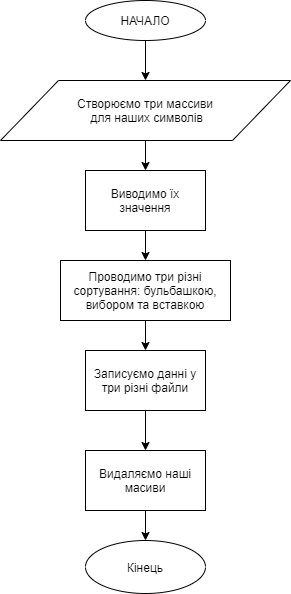 НАЧАЛО
Створюємо три массиви
для наших символів
Виводимо їх
значення
Проводимо три різні
сортування: бульбашкою,
вибором та вставкою
Записуємо данні у
три різні файли
Видаляємо наші
масиви
Кінець